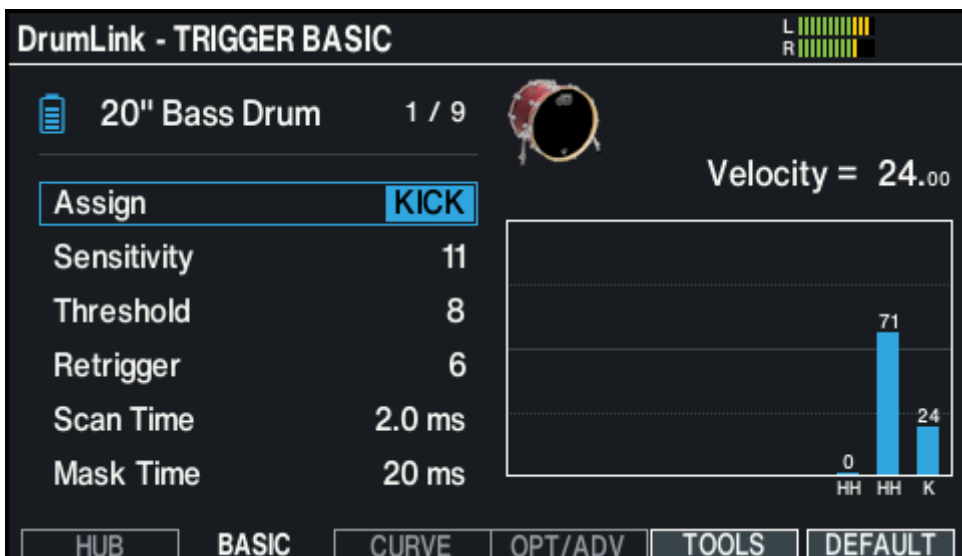 DrumLink - TRIGGER BASIC
L
R
20" Bass Drum 1 / 9
Velocity = 24.00
Assign KICK
Sensitivity 11
Threshold 8
Retrigger 6
Scan Time 2.0 ms
Mask Time 20 ms
71
24
0
HH HH K
HUB BASIC CURVE OPT/ADV TOOLS DEFAULT